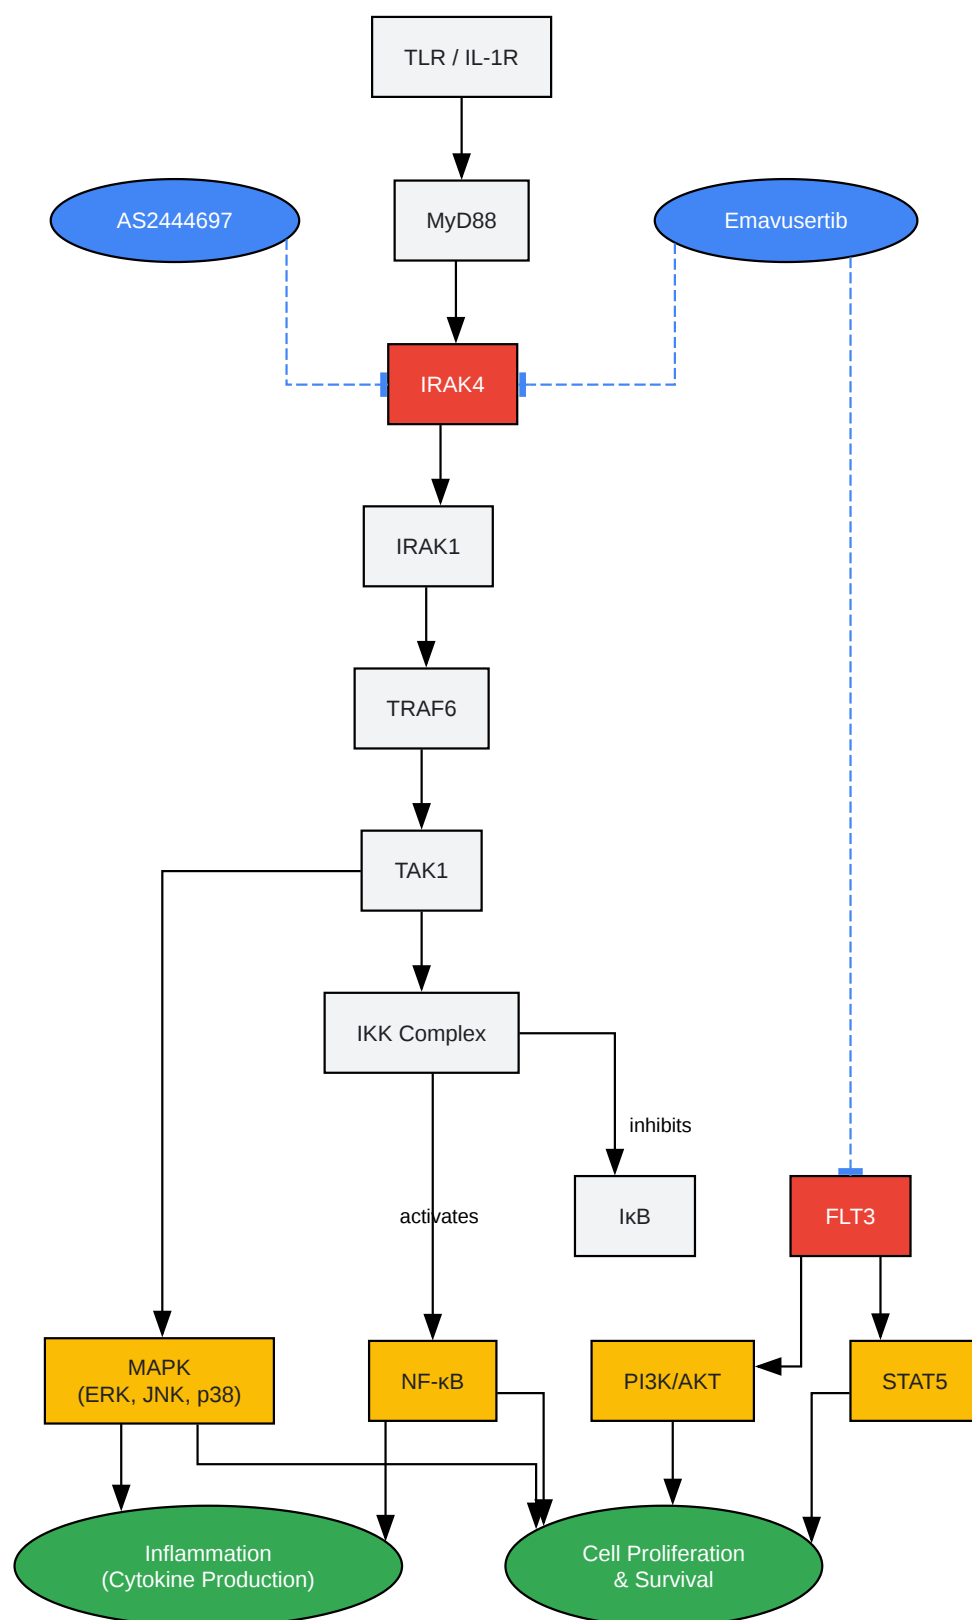 TLR / IL-1R
AS2444697
MyD88
Emavusertib
IRAK4
IRAK1
TRAF6
TAK1
IKK Complex
inhibits
activates
IκB
FLT3
MAPK
(ERK, JNK, p38)
NF-κB
PI3K/AKT
STAT5
Inflammation
(Cytokine Production)
Cell Proliferation
& Survival